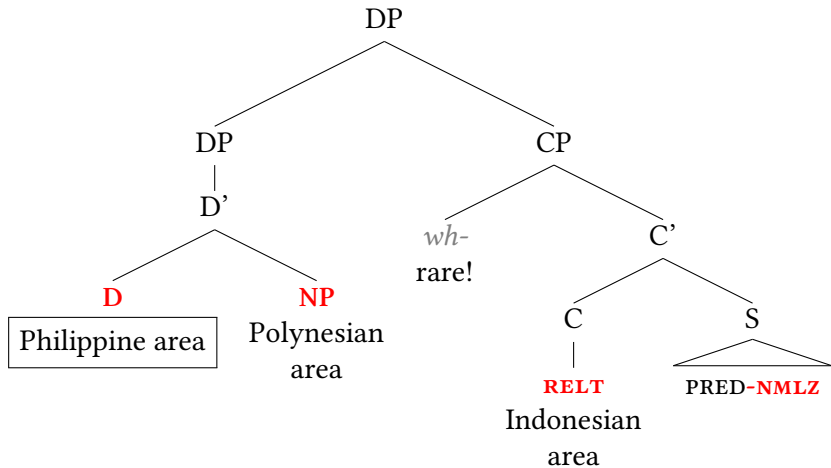 DP
DP CP
D'
wh- C'
rare!
D NP
Philippine area Polynesian
area
C S
RELT PRED-NMLZ
Indonesian
area